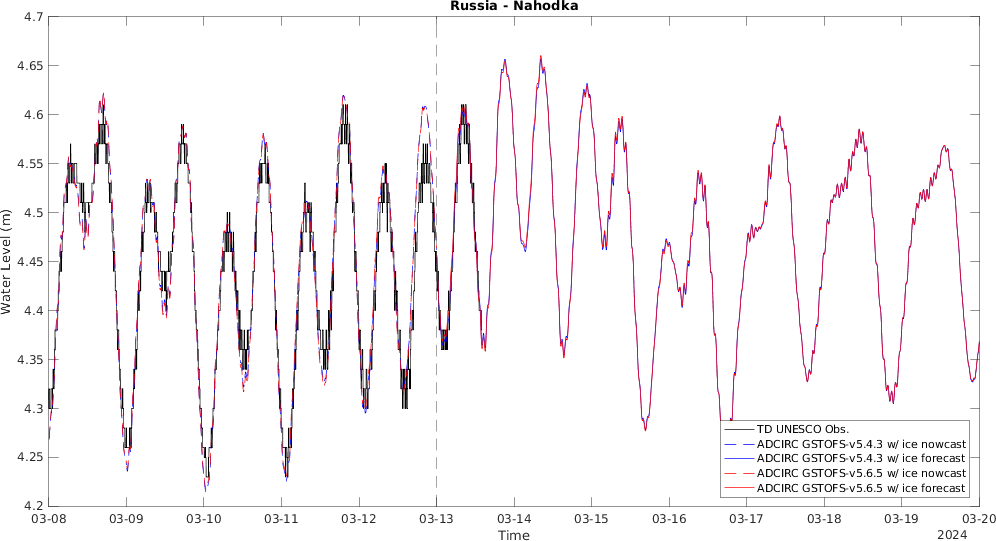 Russia - Nahodka
4.7
4.65
4.6
4.55
4.5
4.45
4.4
4.35
4.3
4.25
4.2
Water Level (m)
TD UNESCO Obs.
ADCIRC GSTOFS-v5.4.3 w/ ice nowcast
ADCIRC GSTOFS-v5.4.3 w/ ice forecast
ADCIRC GSTOFS-v5.6.5 w/ ice nowcast
ADCIRC GSTOFS-v5.6.5 w/ ice forecast
03-08 03-09 03-10 03-11 03-12 03-13 03-14 03-15 03-16 03-17 03-18 03-19 03-20
Time
2024